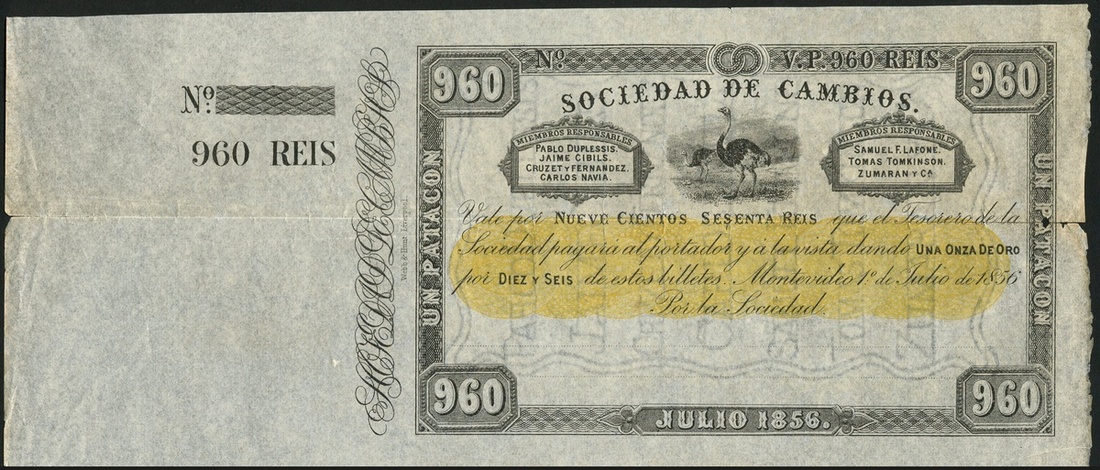 Nº
960 REIS
Webb & Hunt Liverpool.
960
Nº
V.P. 960 REIS
960
SOCIEDAD DE CAMBIOS.
MIEMBROS RESPONSABLES
PABLO DUPLESSIS.
JAIME CIBILS.
CRUZET Y FERNANDEZ.
CARLOS NAVIA.
MIEMBROS RESPONSABLES
SAMUEL F. LAFONE.
TOMAS TOMKINSON.
ZUMARAN Y Cª
UN PATACON
UN PATACON
Vale por NUEVE CIENTOS SESENTA REIS que el Tesorero de la
Sociedad pagará al portador y á la vista dando UNA ONZA DE ORO
por DIEZ Y SEIS de estos billetes. Montevideo 1º de Julio de 1856
Por la Sociedad.
960
JULIO 1856.
960